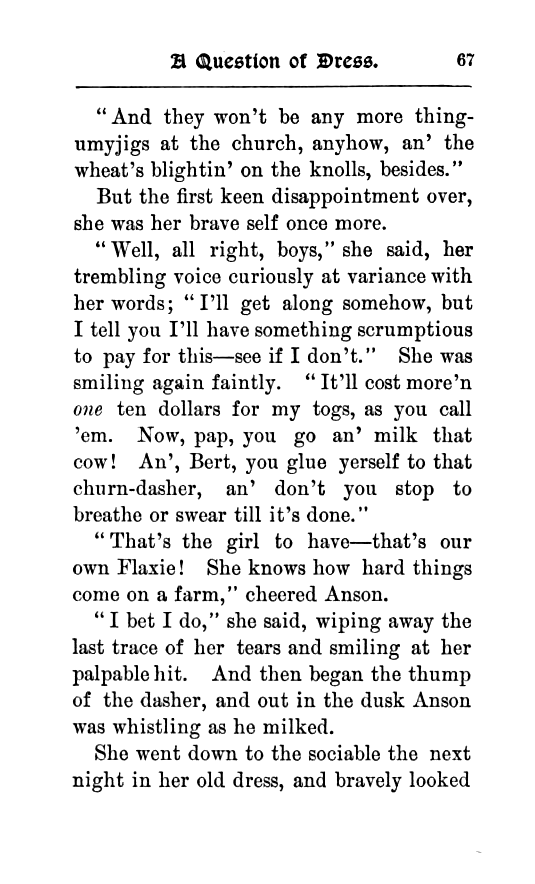 A Question of Dress. 67
“And they won’t be any more thing-
umyjigs at the church, anyhow, an’ the
wheat’s blightin’ on the knolls, besides.”
But the first keen disappointment over,
she was her brave self once more.
“Well, all right, boys,” she said, her
trembling voice curiously at variance with
her words; “I’ll get along somehow, but
I tell you I’ll have something scrumptious
to pay for this—see if I don’t.” She was
smiling again faintly. “It’ll cost more’n
one ten dollars for my togs, as you call
’em. Now, pap, you go an’ milk that
cow! An’, Bert, you glue yerself to that
churn-dasher, an’ don’t you stop to
breathe or swear till it’s done.”
“That’s the girl to have—that’s our
own Flaxie! She knows how hard things
come on a farm,” cheered Anson.
“I bet I do,” she said, wiping away the
last trace of her tears and smiling at her
palpable hit. And then began the thump
of the dasher, and out in the dusk Anson
was whistling as he milked.
She went down to the sociable the next
night in her old dress, and bravely looked